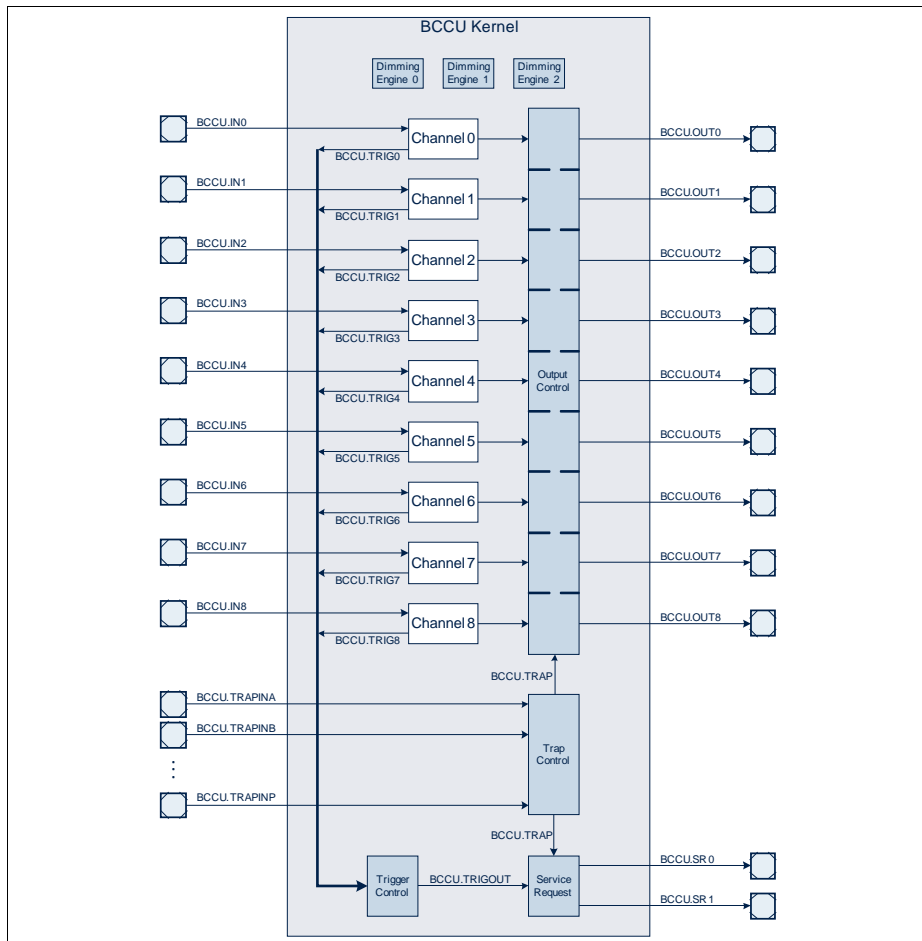 BCCU Kernel
Dimming
Engine 0
Dimming
Engine 1
Dimming
Engine 2
BCCU.IN0
Channel 0
BCCU.OUT0
BCCU.TRIG0
BCCU.IN1
Channel 1
BCCU.OUT1
BCCU.TRIG1
BCCU.IN2
Channel 2
BCCU.OUT2
BCCU.TRIG2
BCCU.IN3
Channel 3
BCCU.OUT3
BCCU.TRIG3
BCCU.IN4
Channel 4
Output
Control
BCCU.OUT4
BCCU.TRIG4
BCCU.IN5
Channel 5
BCCU.OUT5
BCCU.TRIG5
BCCU.IN6
Channel 6
BCCU.OUT6
BCCU.TRIG6
BCCU.IN7
Channel 7
BCCU.OUT7
BCCU.TRIG7
BCCU.IN8
Channel 8
BCCU.OUT8
BCCU.TRIG8
BCCU.TRAP
BCCU.TRAPINA
BCCU.TRAPINB
Trap
Control
BCCU.TRAPINP
BCCU.TRAP
BCCU.SR0
Trigger
Control
BCCU.TRIGOUT
Service
Request
BCCU.SR1